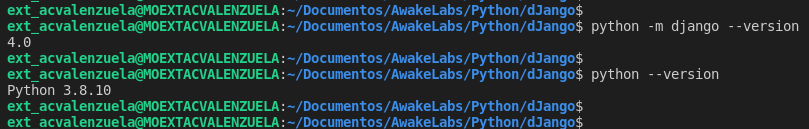 ext_acvalenzuela@MOEXTACVALENZUELA:~/Documentos/AwakeLabs/Python/dJango$
ext_acvalenzuela@MOEXTACVALENZUELA:~/Documentos/AwakeLabs/Python/dJango$ python -m django --version
4.0
ext_acvalenzuela@MOEXTACVALENZUELA:~/Documentos/AwakeLabs/Python/dJango$
ext_acvalenzuela@MOEXTACVALENZUELA:~/Documentos/AwakeLabs/Python/dJango$ python --version
Python 3.8.10
ext_acvalenzuela@MOEXTACVALENZUELA:~/Documentos/AwakeLabs/Python/dJango$
ext_acvalenzuela@MOEXTACVALENZUELA:~/Documentos/AwakeLabs/Python/dJango$